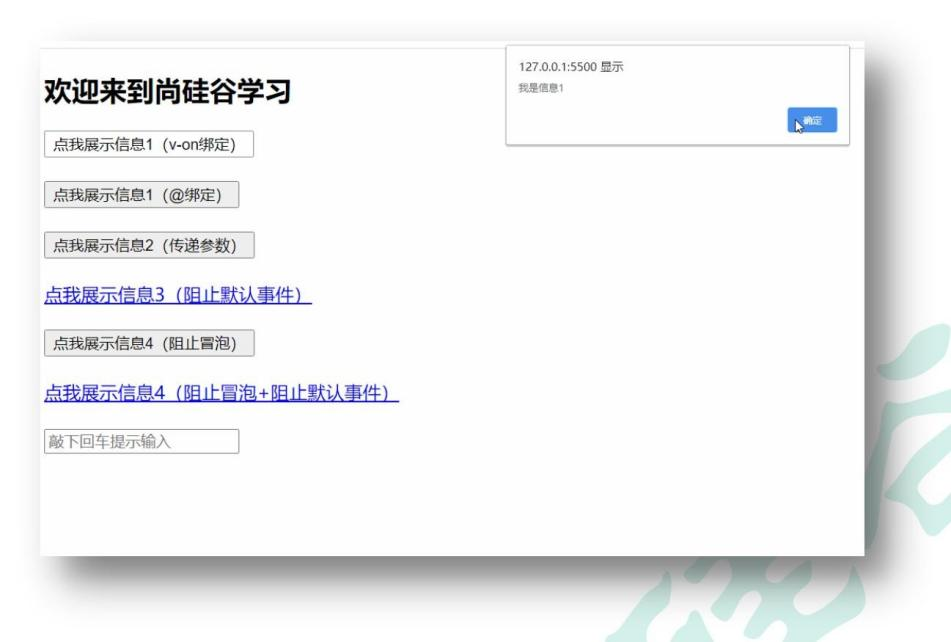 欢迎来到尚硅谷学习
127.0.0.1:5500 显示
我是信息1
确定
点我展示信息1（v-on绑定）
点我展示信息1（@绑定）
点我展示信息2（传递参数）
点我展示信息3（阻止默认事件）
点我展示信息4（阻止冒泡）
点我展示信息4（阻止冒泡+阻止默认事件）
敲下回车提示输入